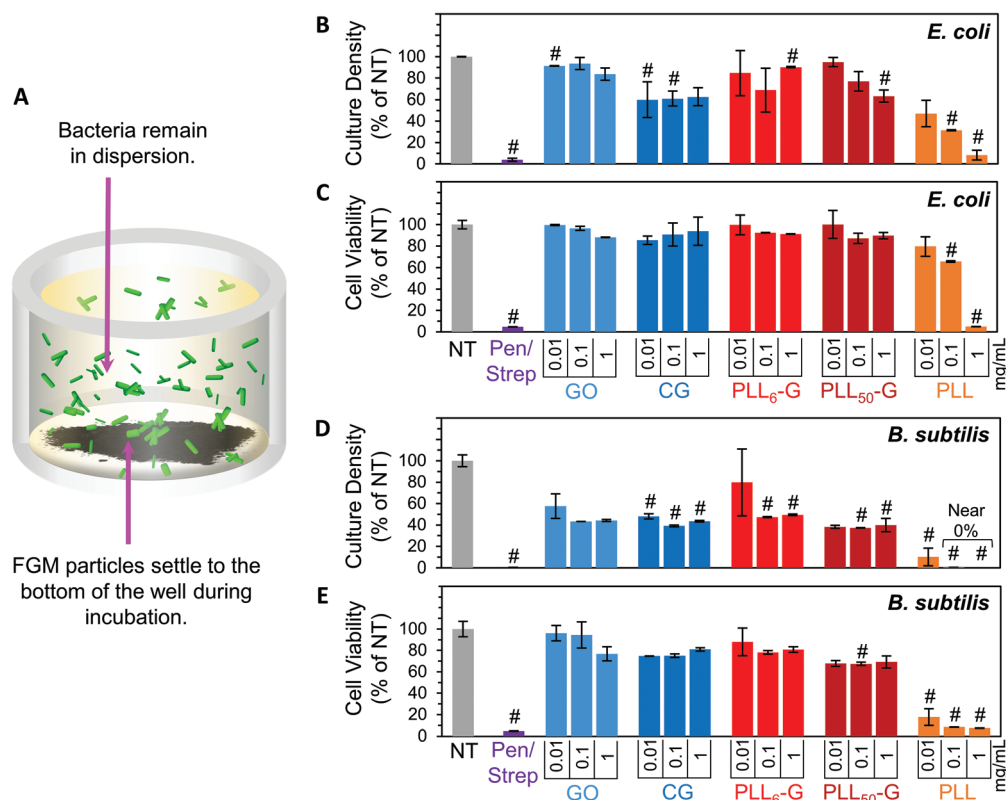 A
Bacteria remain
in dispersion.
FGM particles settle to the
bottom of the well during
incubation.
B
E. coli
Culture Density
(% of NT)
100
80
60
40
20
0
#
#
#
#
#
#
#
#
C
E. coli
Cell Viability
(% of NT)
100
80
60
40
20
0
#
#
#
NT
Pen/
Strep
0.01
0.1
1
GO
0.01
0.1
1
CG
0.01
0.1
1
PLL6-G
0.01
0.1
1
PLL50-G
0.01
0.1
1
PLL
mg/mL
D
B. subtilis
Culture Density
(% of NT)
100
80
60
40
20
0
#
# # #
# #
#
#
Near
0%
# #
E
B. subtilis
Cell Viability
(% of NT)
100
80
60
40
20
0
#
#
#
# #
NT
Pen/
Strep
0.01
0.1
1
GO
0.01
0.1
1
CG
0.01
0.1
1
PLL6-G
0.01
0.1
1
PLL50-G
0.01
0.1
1
PLL
mg/mL